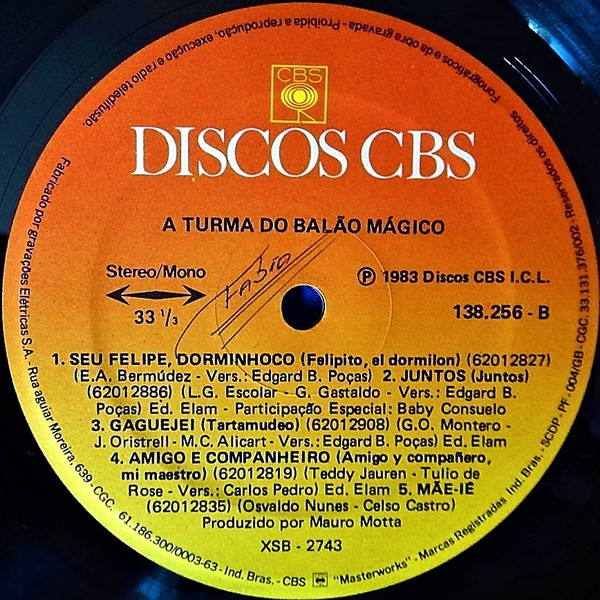 CBS
DISCOS CBS
A TURMA DO BALÃO MÁGICO
Stereo/Mono
33 1/3
Fabio
Ⓟ 1983 Discos CBS I.C.L.
138.256 - B
1. SEU FELIPE, DORMINHOCO (Felipito, el dormilon) (62012827)
(E.A. Bermúdez - Vers.: Edgard B. Poças) 2. JUNTOS (Juntos)
(62012886) (L.G. Escolar - G. Gastaldo - Vers.: Edgard B.
Poças) Ed. Elam - Participação Especial: Baby Consuelo
3. GAGUEJEI (Tartamudeo) (62012908) (G.O. Montero -
J. Oristrell - M.C. Alicart - Vers.: Edgard B. Poças) Ed. Elam
4. AMIGO E COMPANHEIRO (Amigo y compañero,
mi maestro) (62012819) (Teddy Jauren - Tulio de
Rose - Vers.: Carlos Pedro) Ed. Elam 5. MÃE-IÊ
(62012835) (Osvaldo Nunes - Celso Castro)
Produzido por Mauro Motta
XSB - 2743
Fabricado por gravações Elétricas S.A. - Rua aguiar Moreira, 639 - CGC. 61.186.300/0003-63 - Ind. Bras. - CBS "Masterworks" - Marcas Registradas Ind. Bras. - SCDP - PF. 004/GB - CGC. 33.131.376/002 - Reservados os direitos
Fonográficos e da obra gravada - Proibida a reprodução, execução e radio teledifusão.